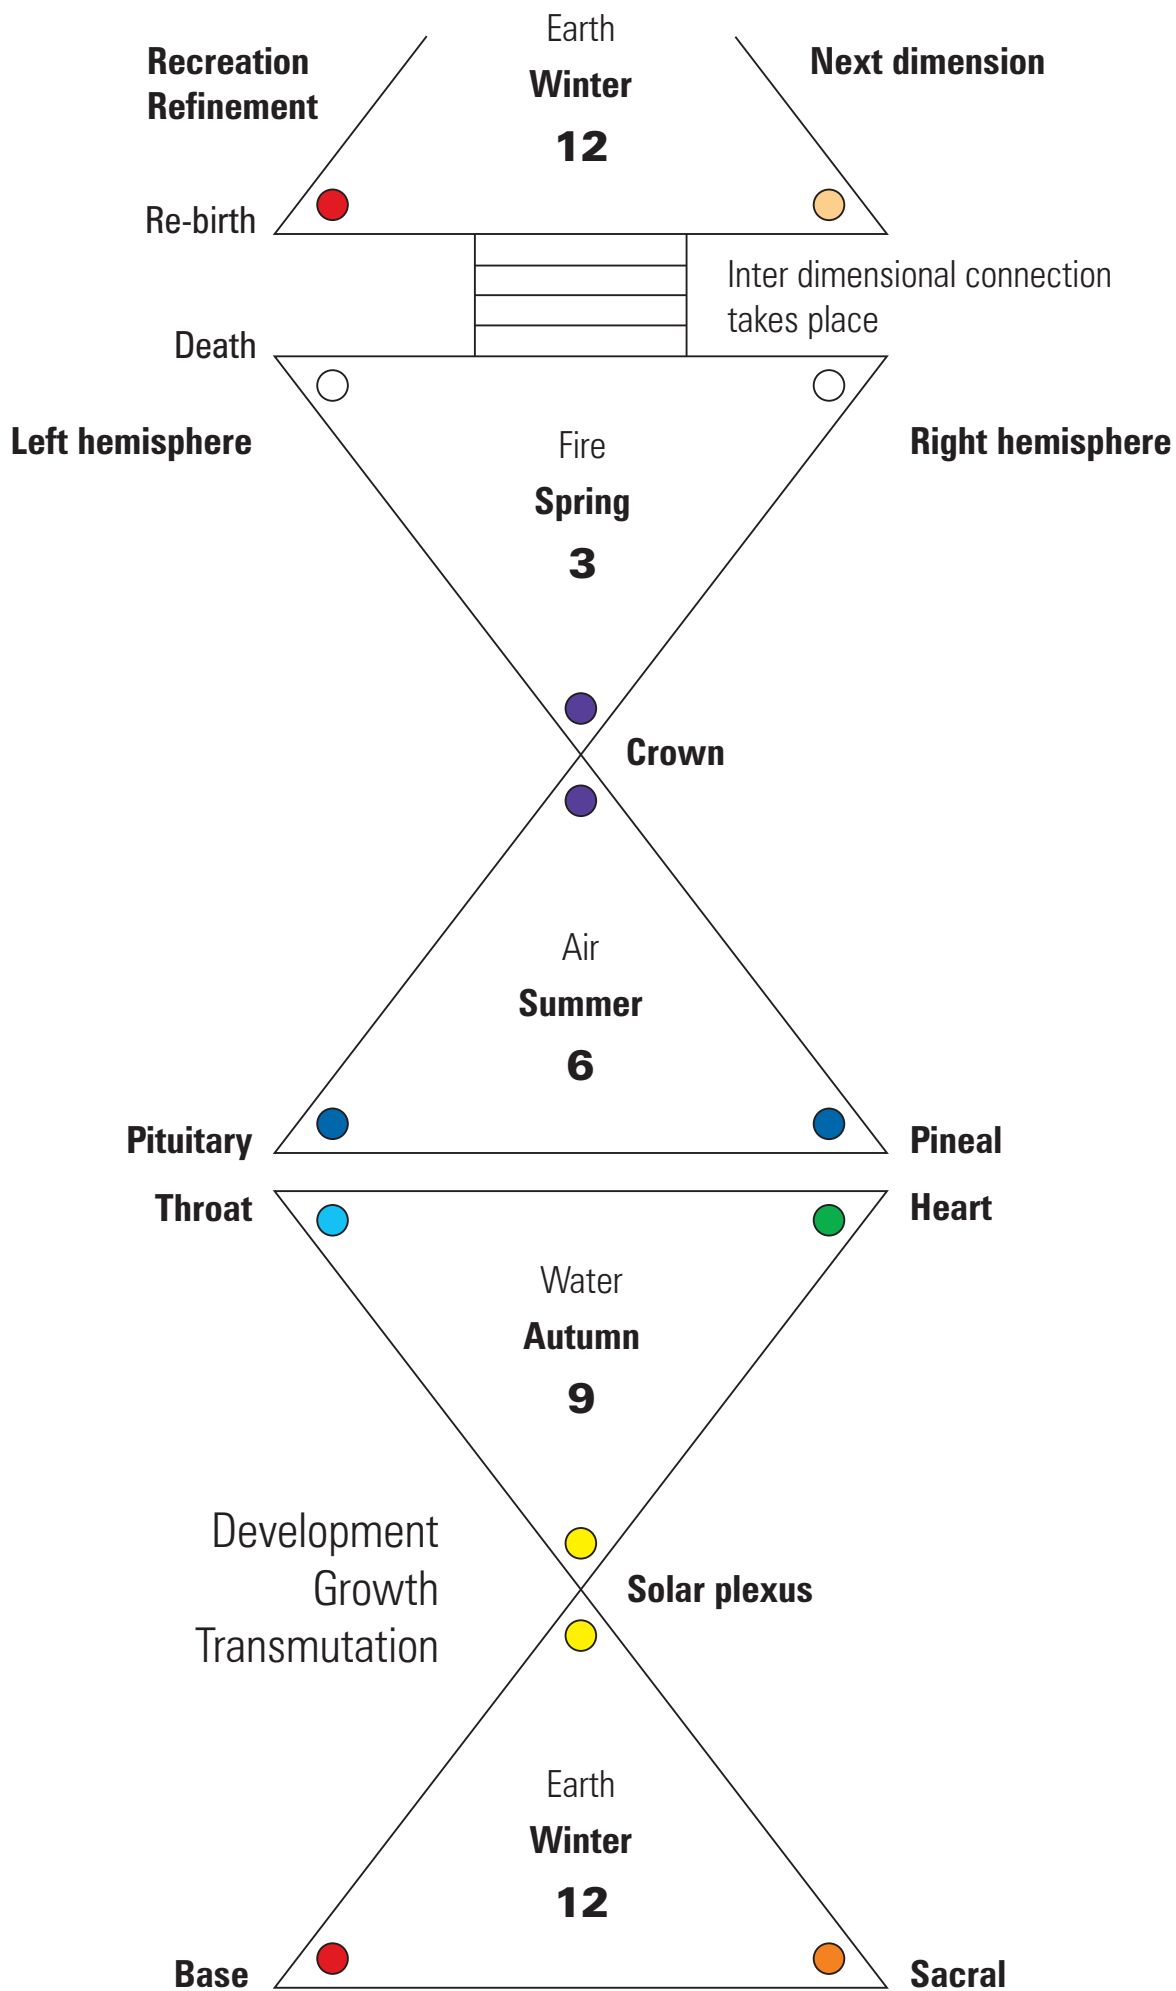 Earth
Recreation
Refinement
Winter
Next dimension
12
Re-birth
Inter dimensional connection
takes place
Death
Left hemisphere
Fire
Right hemisphere
Spring
3
Crown
Air
Summer
6
Pituitary
Pineal
Throat
Heart
Water
Autumn
9
Development
Growth
Transmutation
Solar plexus
Earth
Winter
12
Base
Sacral